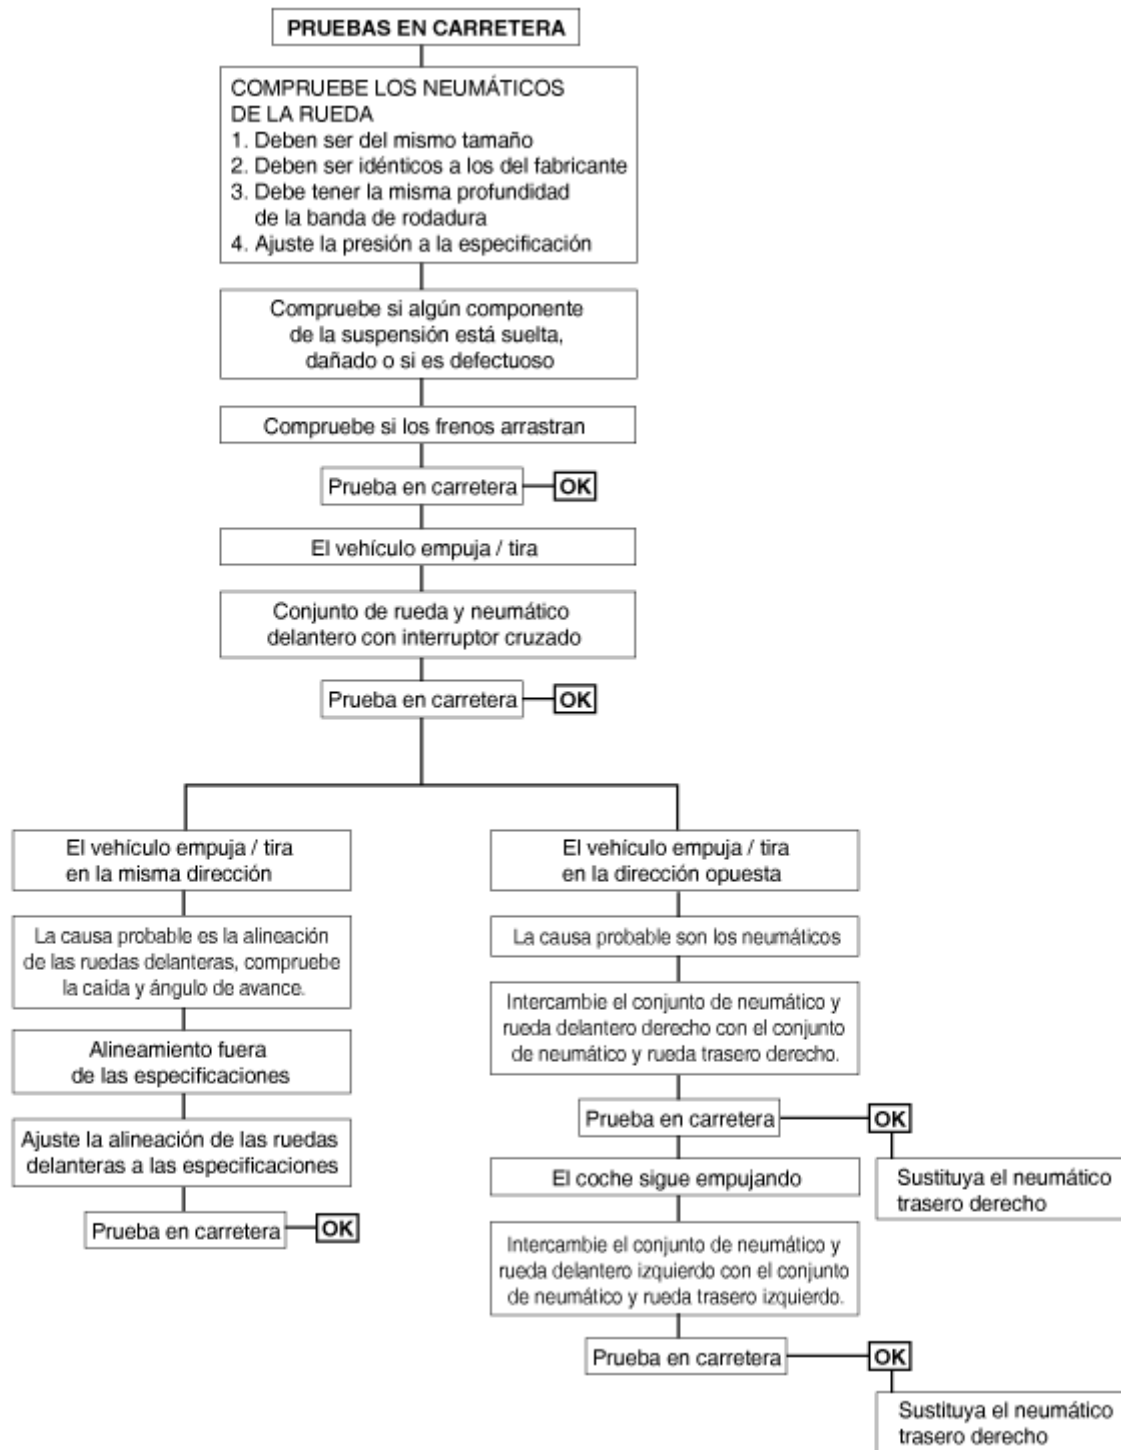 PRUEBAS EN CARRETERA
COMPRUEBE LOS NEUMÁTICOS
DE LA RUEDA
1. Deben ser del mismo tamaño
2. Deben ser idénticos a los del fabricante
3. Debe tener la misma profundidad
de la banda de rodadura
4. Ajuste la presión a la especificación
Compruebe si algún componente
de la suspensión está suelta,
dañado o si es defectuoso
Compruebe si los frenos arrastran
Prueba en carretera
OK
El vehículo empuja / tira
Conjunto de rueda y neumático
delantero con interruptor cruzado
Prueba en carretera
OK
El vehículo empuja / tira
en la misma dirección
La causa probable es la alineación
de las ruedas delanteras, compruebe
la caída y ángulo de avance.
Alineamiento fuera
de las especificaciones
Ajuste la alineación de las ruedas
delanteras a las especificaciones
Prueba en carretera
OK
El vehículo empuja / tira
en la dirección opuesta
La causa probable son los neumáticos
Intercambie el conjunto de neumático y
rueda delantero derecho con el conjunto
de neumático y rueda trasero derecho.
Prueba en carretera
OK
Sustituya el neumático
trasero derecho
El coche sigue empujando
Intercambie el conjunto de neumático y
rueda delantero izquierdo con el conjunto
de neumático y rueda trasero izquierdo.
Prueba en carretera
OK
Sustituya el neumático
trasero derecho